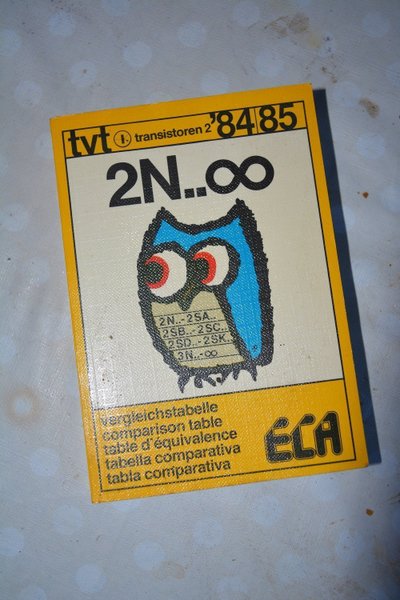 tvt transistoren 2 '84|85
2N..∞
2N..-2SA..
2SB..-2SC..
2SD..-2SK..
3N..-∞
vergleichstabelle
comparison table
table d'équivalence
tabella comparativa
tabla comparativa
ECA